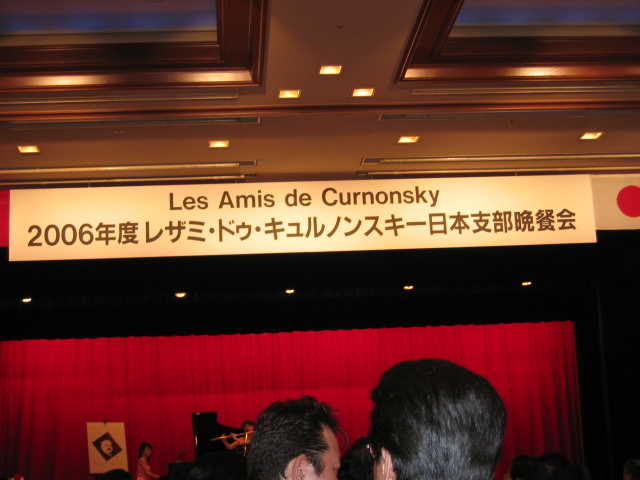 Les Amis de Curnonsky
2006年度レザミ・ドゥ・キュルノンスキー日本支部晩餐会